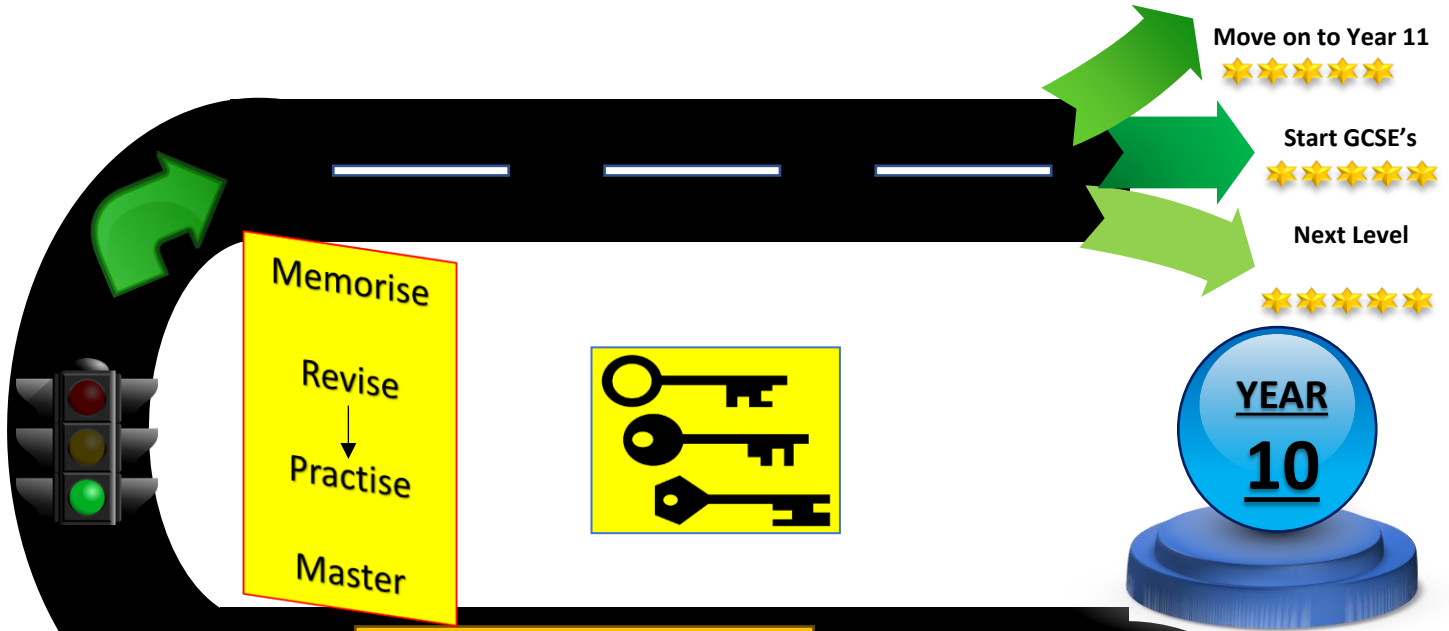 Move on to Year 11
Start GCSE's
Next Level
Memorise
Revise
Practise
Master
YEAR
10